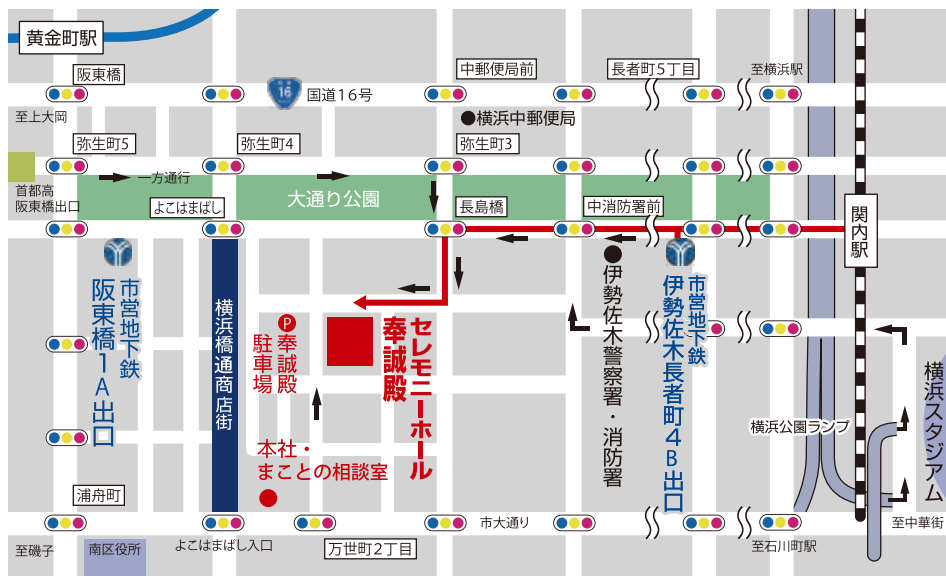 黄金町駅
阪東橋
16
国道16号
中郵便局前
長者町5丁目
至横浜駅
至上大岡
●横浜中郵便局
弥生町5
弥生町4
弥生町3
首都高
阪東橋出口
一方通行
大通り公園
よこはまばし
長島橋
中消防署前
関内駅
市営地下鉄
阪東橋1A出口
横浜橋通商店街
P
奉誠殿
駐車場
セレモニーホール
奉誠殿
伊勢佐木警察署・消防署
市営地下鉄
伊勢佐木長者町4B出口
横浜公園ランプ
横浜スタジアム
本社・
まことの相談室
浦舟町
至磯子
南区役所
よこはまばし入口
万世町2丁目
市大通り
至石川町駅
至中華街